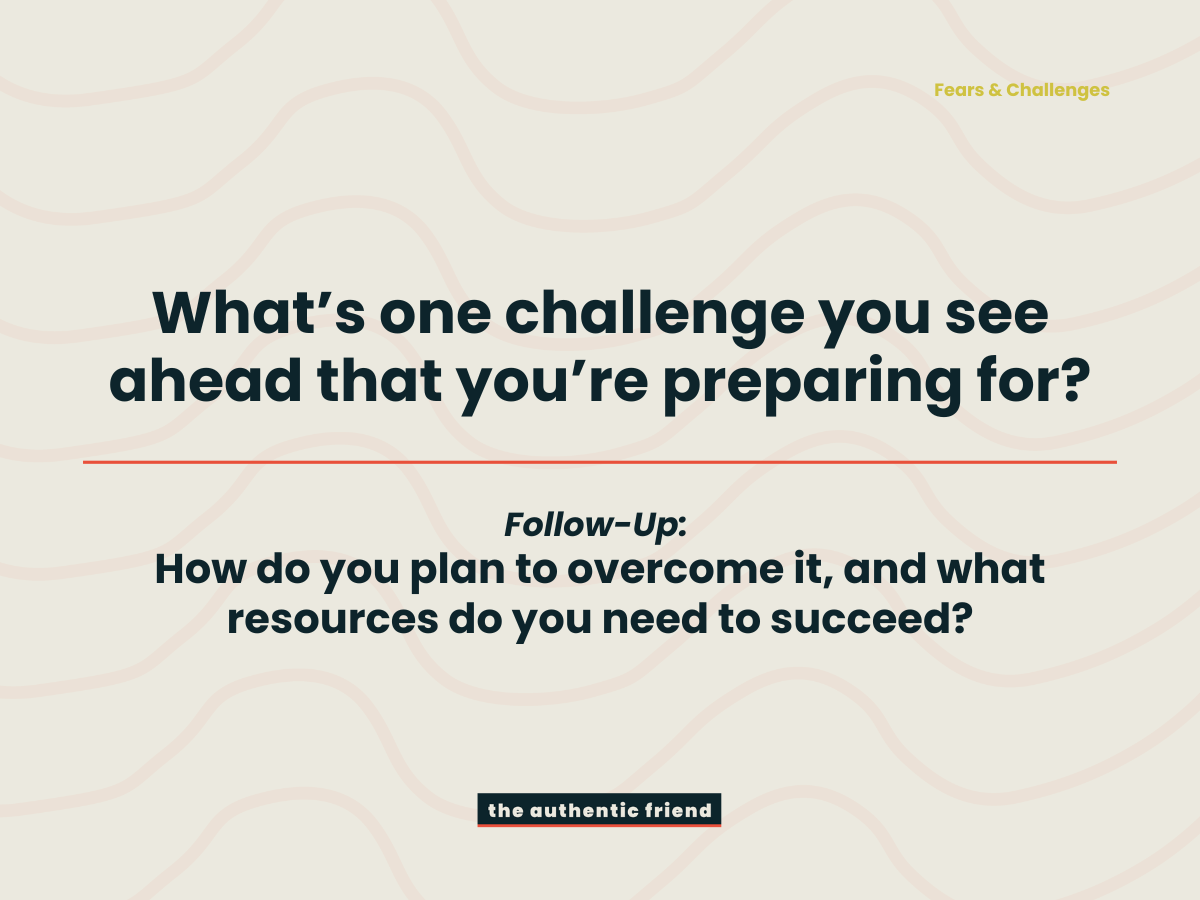 Fears & Challenges
What’s one challenge you see
ahead that you’re preparing for?
Follow-Up:
How do you plan to overcome it, and what
resources do you need to succeed?
the authentic friend